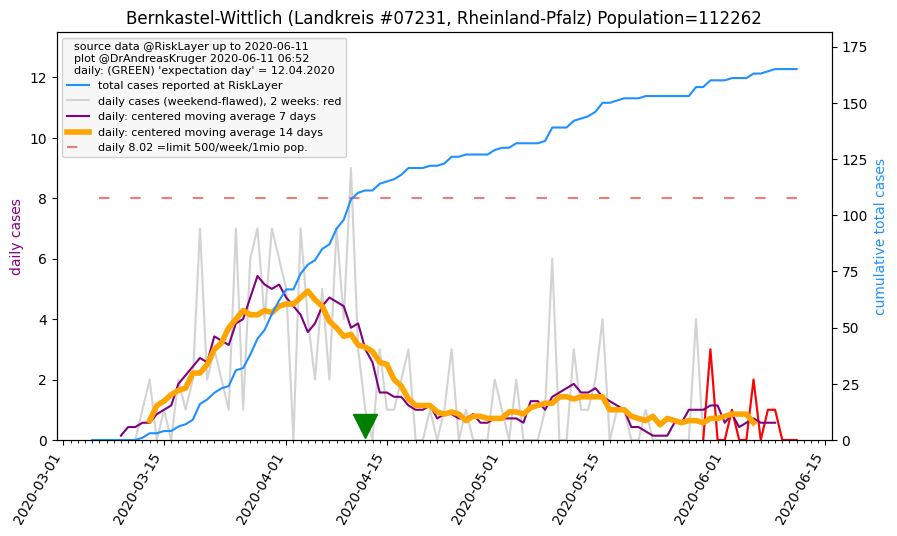 Bernkastel-Wittlich (Landkreis #07231, Rheinland-Pfalz) Population=112262
source data @RiskLayer up to 2020-06-11
plot @DrAndreasKruger 2020-06-11 06:52
daily: (GREEN) 'expectation day' = 12.04.2020
total cases reported at RiskLayer
daily cases (weekend-flawed), 2 weeks: red
daily: centered moving average 7 days
daily: centered moving average 14 days
daily 8.02 =limit 500/week/1mio pop.
daily cases
12
10
8
6
4
2
0
cumulative total cases
175
150
125
100
75
50
25
0
2020-03-01
2020-03-15
2020-04-01
2020-04-15
2020-05-01
2020-05-15
2020-06-01
2020-06-15